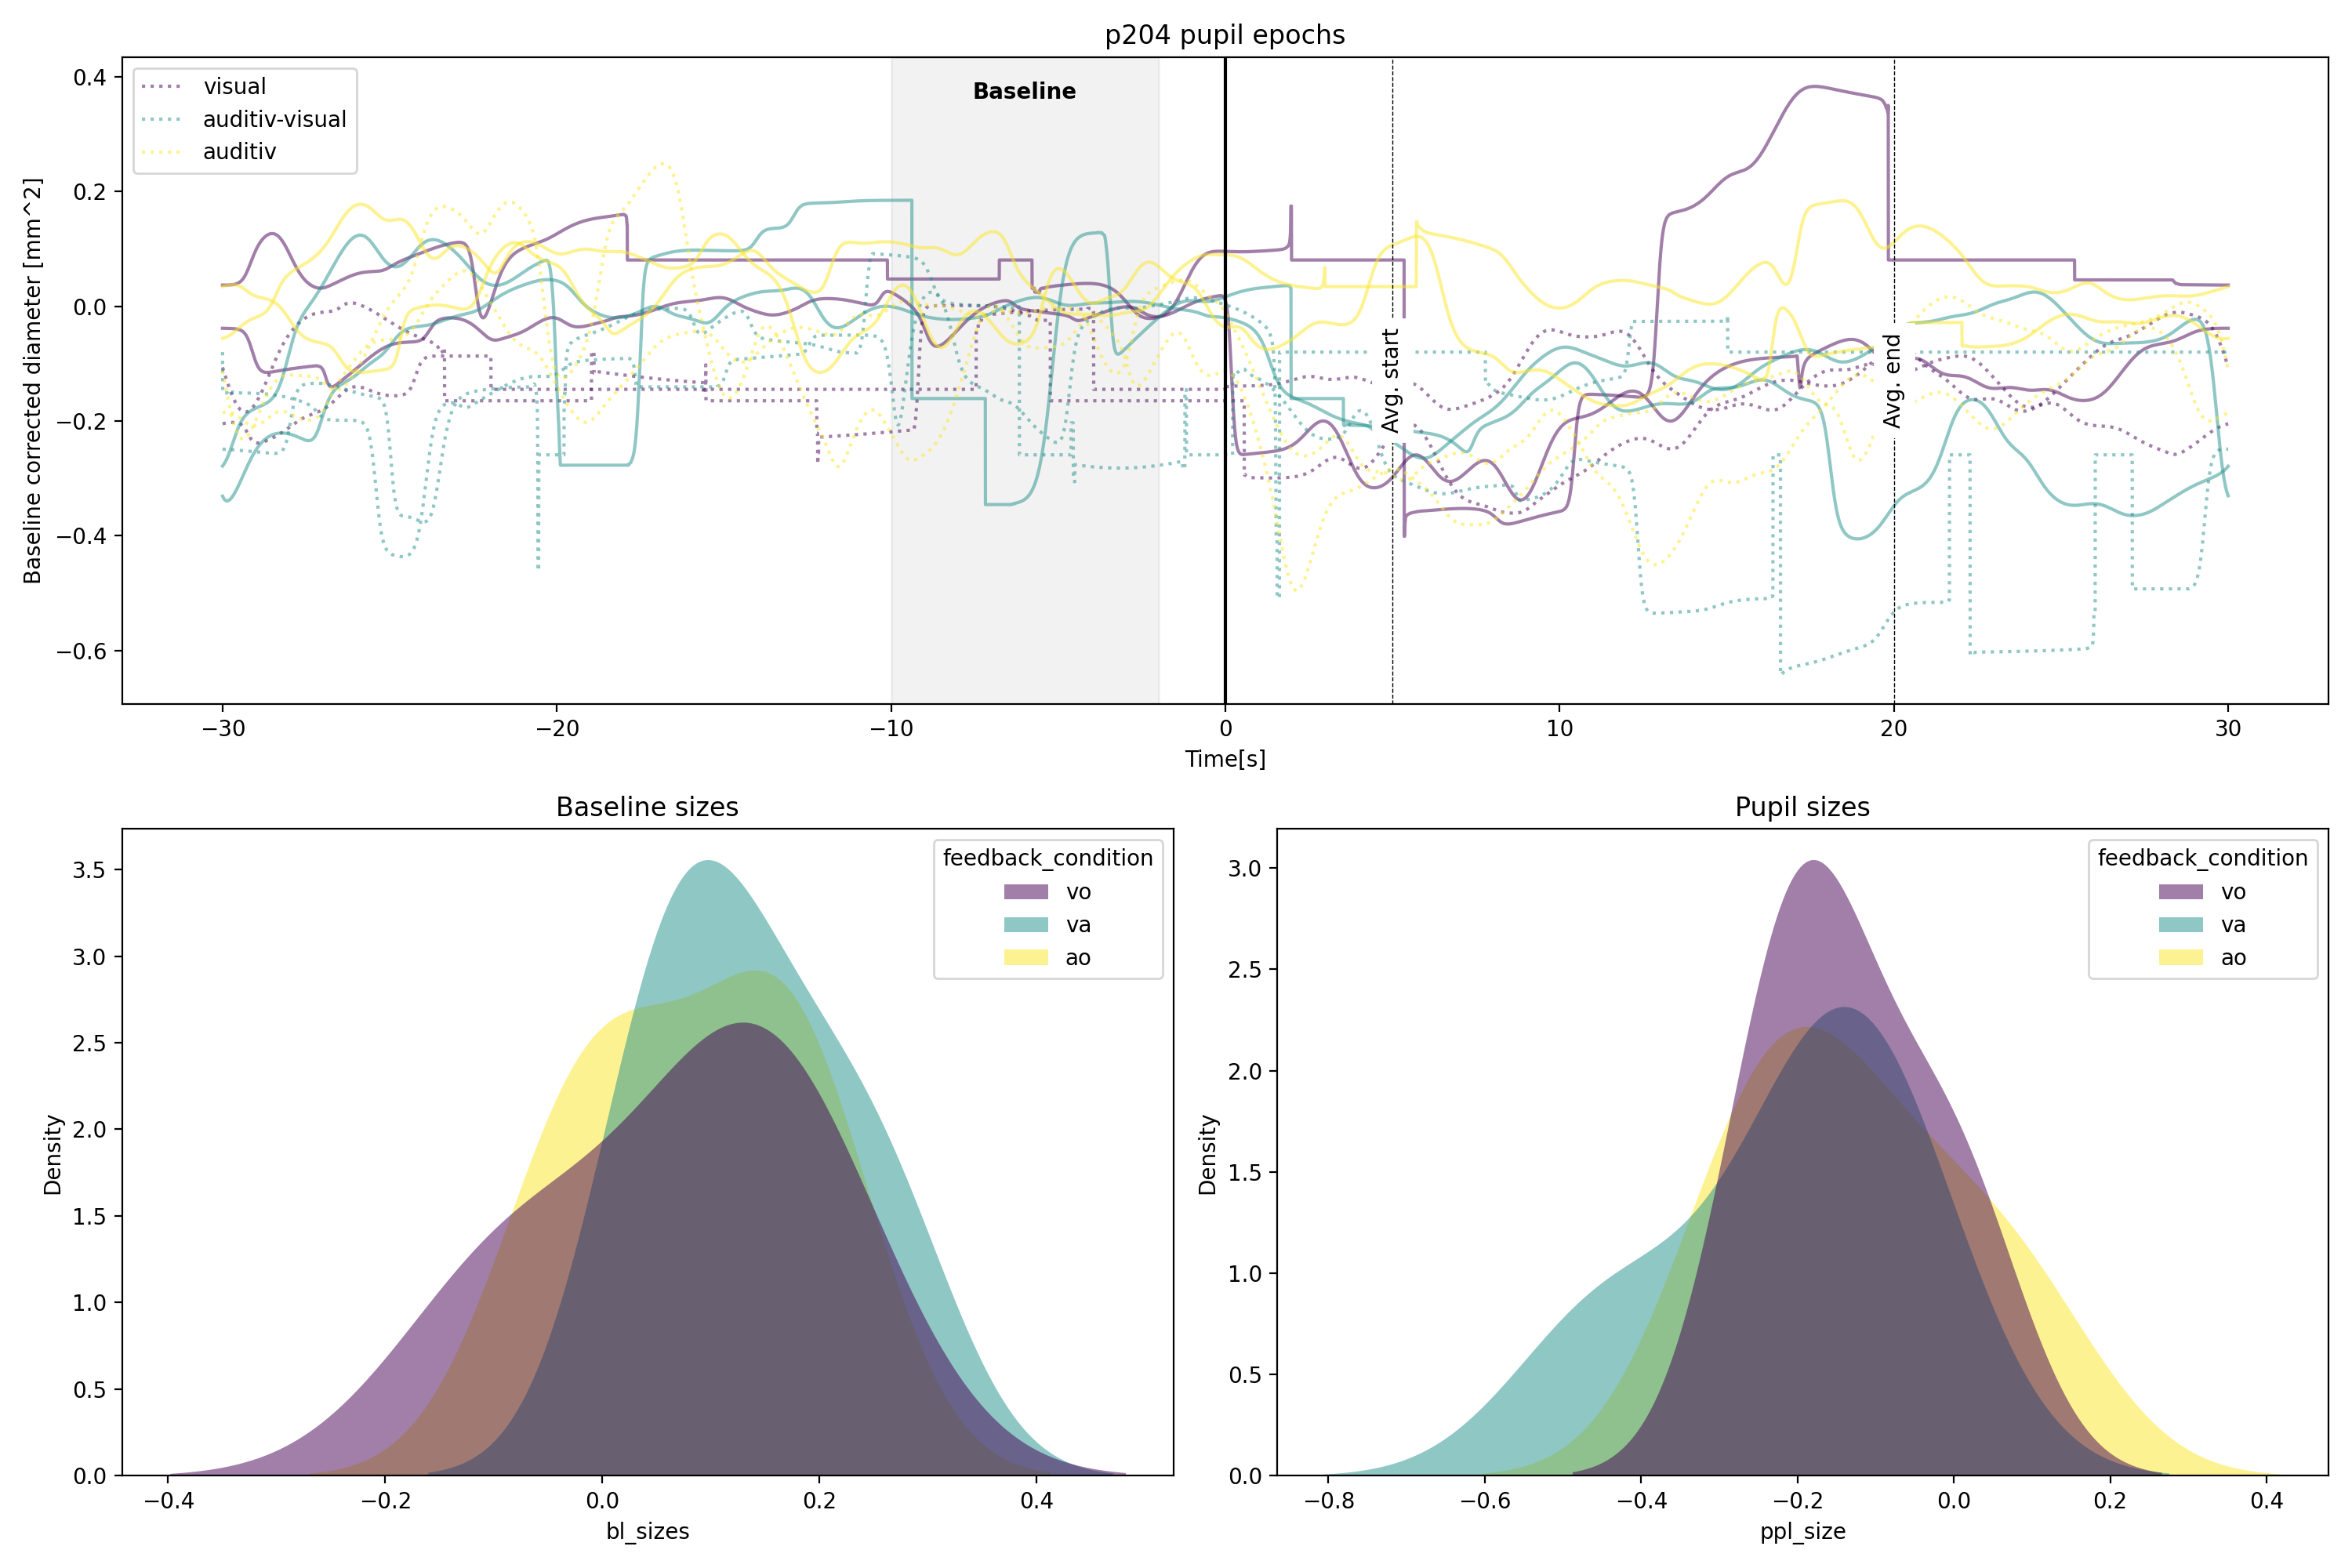 p204 pupil epochs
visual
auditiv-visual
auditiv
Baseline
Avg. start
Avg. end
Baseline corrected diameter [mm^2]
0.4
0.2
0.0
−0.2
−0.4
−0.6
−30
−20
−10
0
10
20
30
Time[s]
Baseline sizes
feedback_condition
vo
va
ao
Density
3.5
3.0
2.5
2.0
1.5
1.0
0.5
0.0
−0.4
−0.2
0.0
0.2
0.4
bl_sizes
Pupil sizes
feedback_condition
vo
va
ao
Density
3.0
2.5
2.0
1.5
1.0
0.5
0.0
−0.8
−0.6
−0.4
−0.2
0.0
0.2
0.4
ppl_size